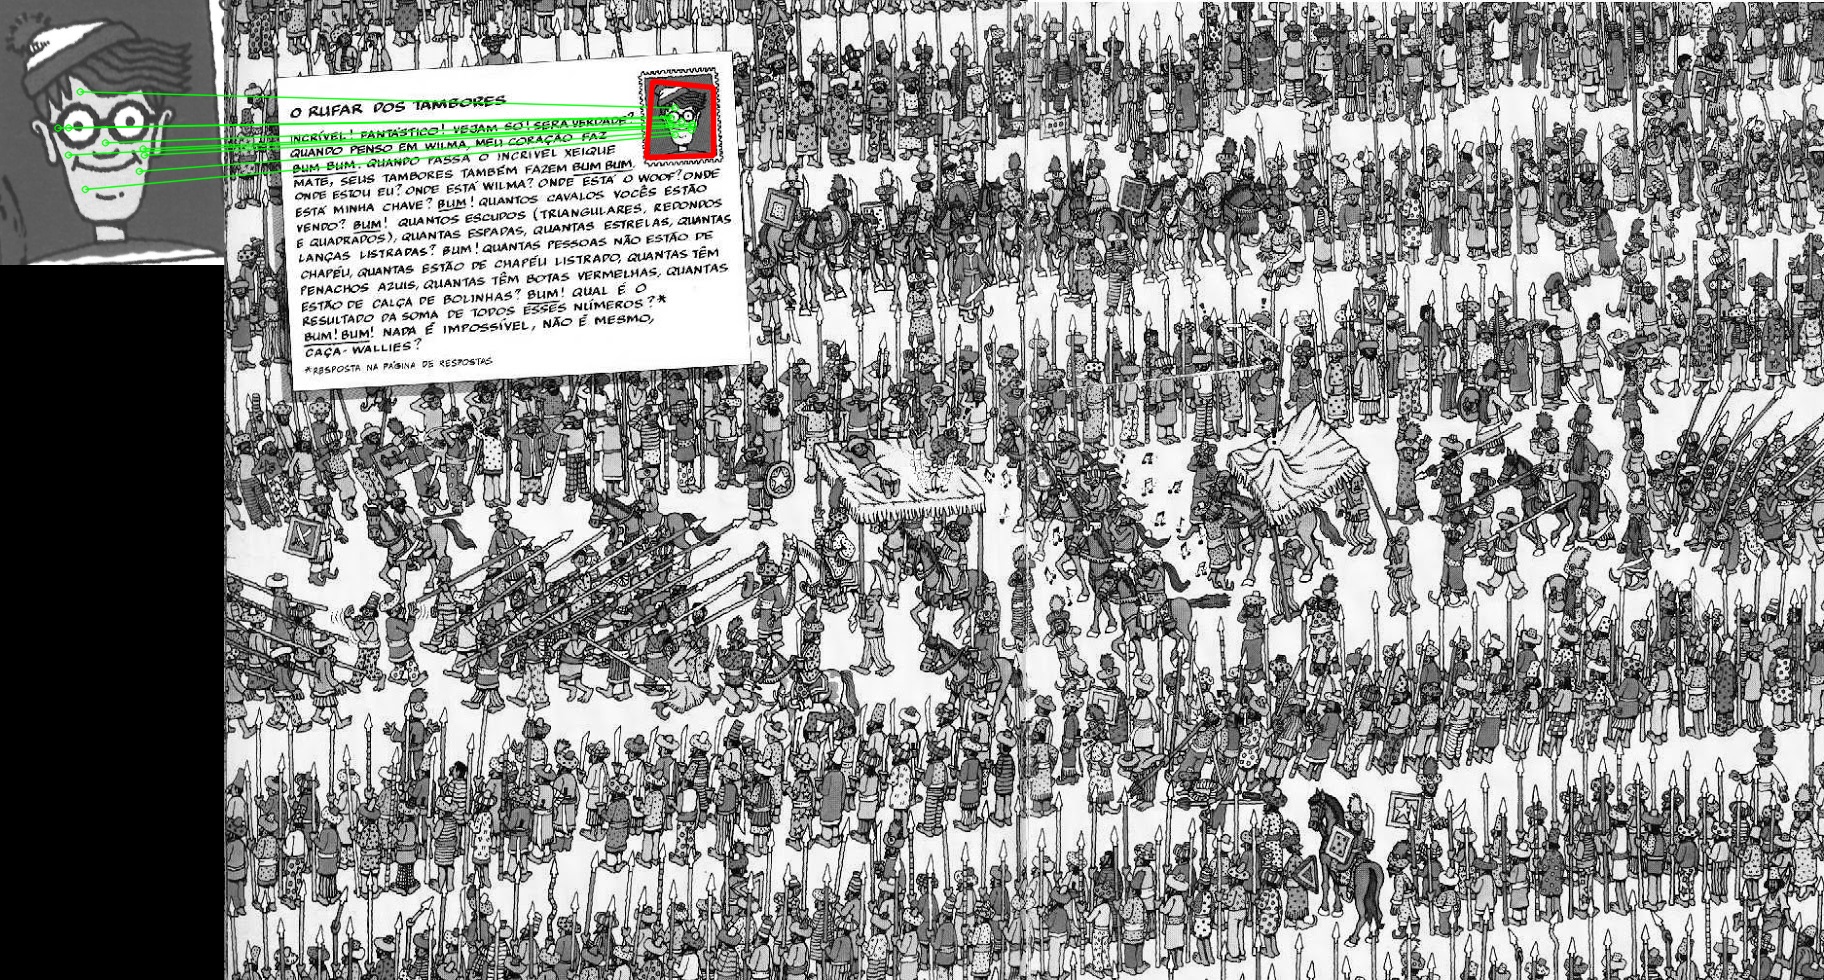 O RUFAR DOS TAMBORES
INCRÍVEL! FANTÁSTICO! VEJAM SÓ! SERÁ VERDADE?
QUANDO PENSO EM WILMA, MEU CORAÇÃO FAZ
BUM BUM. QUANDO PASSA O INCRÍVEL XEIQUE
MATE, SEUS TAMBORES TAMBÉM FAZEM BUM BUM.
ONDE ESTOU EU? ONDE ESTÁ WILMA? ONDE ESTÁ O WOOF? ONDE
ESTÁ MINHA CHAVE? BUM! QUANTOS CAVALOS VOCÊS ESTÃO
VENDO? BUM! QUANTOS ESCUDOS (TRIANGULARES, REDONDOS
E QUADRADOS), QUANTAS ESPADAS, QUANTAS ESTRELAS, QUANTAS
LANÇAS LISTRADAS? BUM! QUANTAS PESSOAS NÃO ESTÃO DE
CHAPÉU, QUANTAS ESTÃO DE CHAPÉU LISTRADO, QUANTAS TÊM
PENACHOS AZUIS, QUANTAS TÊM BOTAS VERMELHAS, QUANTAS
ESTÃO DE CALÇA DE BOLINHAS? BUM! QUAL É O
RESULTADO DA SOMA DE TODOS ESSES NÚMEROS?*
BUM! BUM! NADA É IMPOSSÍVEL, NÃO É MESMO,
CAÇA-WALLIES?
*RESPOSTA NA PÁGINA DE RESPOSTAS